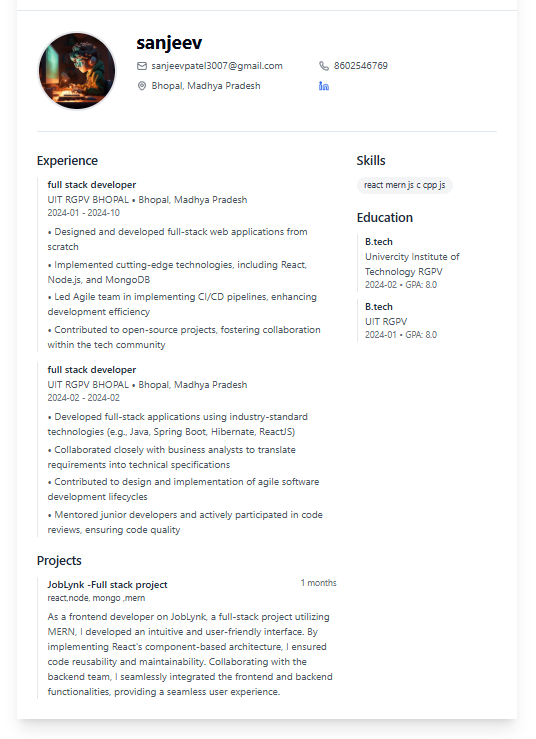 sanjeev
sanjeevpatel3007@gmail.com
8602546769
Bhopal, Madhya Pradesh
in
Experience
full stack developer
UIT RGPV BHOPAL • Bhopal, Madhya Pradesh
2024-01 - 2024-10
• Designed and developed full-stack web applications from
scratch
• Implemented cutting-edge technologies, including React,
Node.js, and MongoDB
• Led Agile team in implementing CI/CD pipelines, enhancing
development efficiency
• Contributed to open-source projects, fostering collaboration
within the tech community
full stack developer
UIT RGPV BHOPAL • Bhopal, Madhya Pradesh
2024-02 - 2024-02
• Developed full-stack applications using industry-standard
technologies (e.g., Java, Spring Boot, Hibernate, ReactJS)
• Collaborated closely with business analysts to translate
requirements into technical specifications
• Contributed to design and implementation of agile software
development lifecycles
• Mentored junior developers and actively participated in code
reviews, ensuring code quality
Projects
JobLynk -Full stack project
1 months
react,node, mongo ,mern
As a frontend developer on JobLynk, a full-stack project utilizing
MERN, I developed an intuitive and user-friendly interface. By
implementing React's component-based architecture, I ensured
code reusability and maintainability. Collaborating with the
backend team, I seamlessly integrated the frontend and backend
functionalities, providing a seamless user experience.
Skills
react mern js c cpp js
Education
B.tech
Univercity Institute of
Technology RGPV
2024-02 • GPA: 8.0
B.tech
UIT RGPV
2024-01 • GPA: 8.0